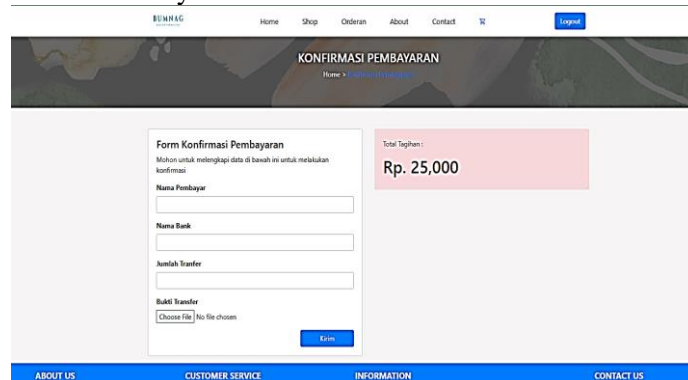 BUMNAG
Home Shop Orderan About Contact Logout
KONFIRMASI PEMBAYARAN
Home >
Form Konfirmasi Pembayaran
Mohon untuk melengkapi data di bawah ini untuk melakukan
konfirmasi
Nama Pembayar
Nama Bank
Jumlah Tranfer
Bukti Transfer
Choose File No file chosen
Kirim
Total Tagihan :
Rp. 25,000
ABOUT US CUSTOMER SERVICE INFORMATION CONTACT US